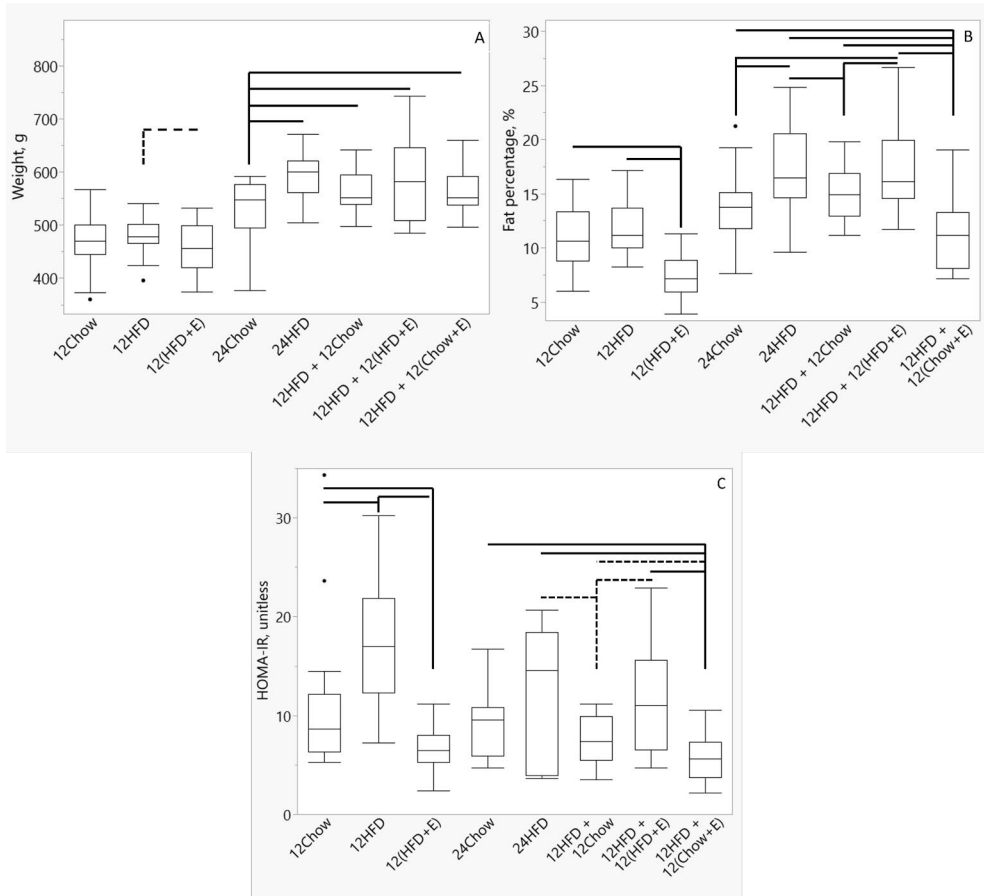 A
Weight, g
800
700
600
500
400
12Chow
12HFD
12(HFD+E)
24Chow
24HFD
12HFD + 12Chow
12HFD + 12(HFD+E)
12HFD + 12(Chow+E)
B
Fat percentage, %
30
25
20
15
10
5
12Chow
12HFD
12(HFD+E)
24Chow
24HFD
12HFD + 12Chow
12HFD + 12(HFD+E)
12HFD +
12(Chow+E)
C
HOMA-IR, unitless
30
20
10
0
12Chow
12HFD
12(HFD+E)
24Chow
24HFD
12HFD +
12Chow
12HFD +
12(HFD+E)
12HFD +
12(Chow+E)